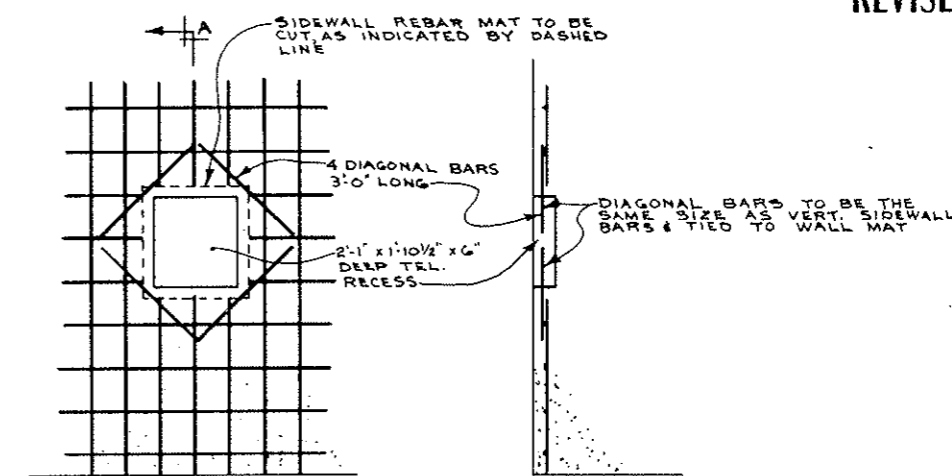 REVISE
A
SIDEWALL REBAR MAT TO BE
CUT, AS INDICATED BY DASHED
LINE
4 DIAGONAL BARS
3'-0" LONG
2'-1" x 1'-10 1/2" x 6"
DEEP TEL.
RECESS
DIAGONAL BARS TO BE THE
SAME SIZE AS VERT. SIDEWALL
BARS & TIED TO WALL MAT